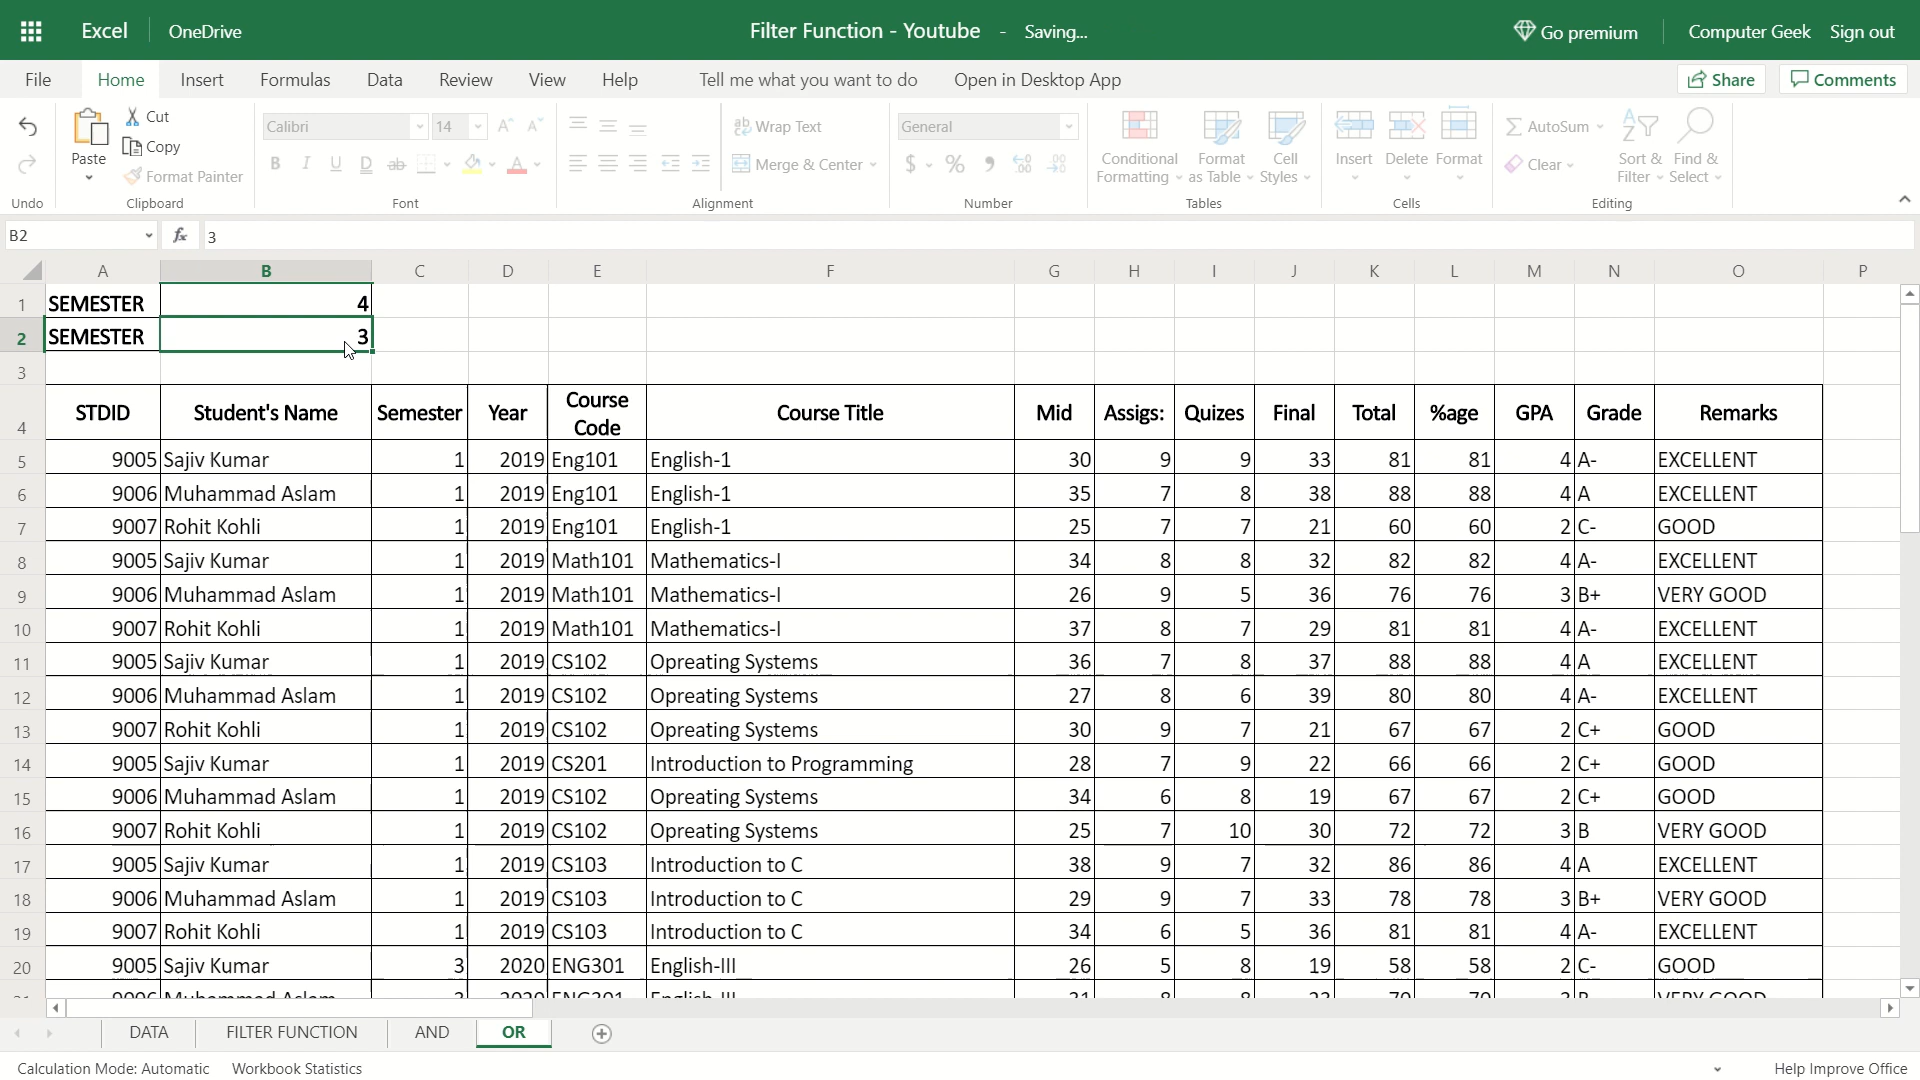 Excel OneDrive Filter Function - Youtube - Saving... Go premium Computer Geek Sign out
File Home Insert Formulas Data Review View Help Tell me what you want to do Open in Desktop App Share Comments
Paste Cut Calibri 14 Wrap Text General Conditional Formatting Format as Table Cell Styles Insert Delete Format AutoSum Sort & Filter Find & Select
Copy
Format Painter B I U D ab A Merge & Center $ % Clear
Undo Clipboard Font Alignment Number Tables Cells Editing
B2 fx 3
A B C D E F G H I J K L M N O P
1 SEMESTER 4
2 SEMESTER 3
3
4 STDID Student's Name Semester Year Course Code Course Title Mid Assigs: Quizes Final Total %age GPA Grade Remarks
5 9005 Sajiv Kumar 1 2019 Eng101 English-1 30 9 9 33 81 81 4 A- EXCELLENT
6 9006 Muhammad Aslam 1 2019 Eng101 English-1 35 7 8 38 88 88 4 A EXCELLENT
7 9007 Rohit Kohli 1 2019 Eng101 English-1 25 7 7 21 60 60 2 C- GOOD
8 9005 Sajiv Kumar 1 2019 Math101 Mathematics-I 34 8 8 32 82 82 4 A- EXCELLENT
9 9006 Muhammad Aslam 1 2019 Math101 Mathematics-I 26 9 5 36 76 76 3 B+ VERY GOOD
10 9007 Rohit Kohli 1 2019 Math101 Mathematics-I 37 8 7 29 81 81 4 A- EXCELLENT
11 9005 Sajiv Kumar 1 2019 CS102 Opreating Systems 36 7 8 37 88 88 4 A EXCELLENT
12 9006 Muhammad Aslam 1 2019 CS102 Opreating Systems 27 8 6 39 80 80 4 A- EXCELLENT
13 9007 Rohit Kohli 1 2019 CS102 Opreating Systems 30 9 7 21 67 67 2 C+ GOOD
14 9005 Sajiv Kumar 1 2019 CS201 Introduction to Programming 28 7 9 22 66 66 2 C+ GOOD
15 9006 Muhammad Aslam 1 2019 CS102 Opreating Systems 34 6 8 19 67 67 2 C+ GOOD
16 9007 Rohit Kohli 1 2019 CS102 Opreating Systems 25 7 10 30 72 72 3 B VERY GOOD
17 9005 Sajiv Kumar 1 2019 CS103 Introduction to C 38 9 7 32 86 86 4 A EXCELLENT
18 9006 Muhammad Aslam 1 2019 CS103 Introduction to C 29 9 7 33 78 78 3 B+ VERY GOOD
19 9007 Rohit Kohli 1 2019 CS103 Introduction to C 34 6 5 36 81 81 4 A- EXCELLENT
20 9005 Sajiv Kumar 3 2020 ENG301 English-III 26 5 8 19 58 58 2 C- GOOD
DATA FILTER FUNCTION AND OR
Calculation Mode: Automatic Workbook Statistics Help Improve Office